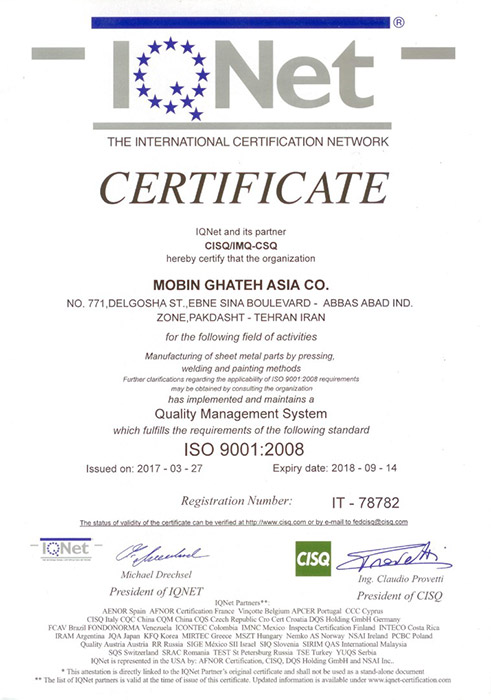 IQNet ®
THE INTERNATIONAL CERTIFICATION NETWORK
CERTIFICATE
IQNet and its partner
CISQ/IMQ-CSQ
hereby certify that the organization
MOBIN GHATEH ASIA CO.
NO. 771,DELGOSHA ST.,EBNE SINA BOULEVARD - ABBAS ABAD IND.
ZONE,PAKDASHT - TEHRAN IRAN
for the following field of activities
Manufacturing of sheet metal parts by pressing,
welding and painting methods
Further clarifications regarding the applicability of ISO 9001:2008 requirements
may be obtained by consulting the organization
has implemented and maintains a
Quality Management System
which fulfills the requirements of the following standard
ISO 9001:2008
Issued on: 2017 - 03 - 27 Expiry date: 2018 - 09 - 14
Registration Number: IT - 78782
The status of validity of the certificate can be verified at http://www.cisq.com or by e-mail to fedcisq@cisq.com
IQNet
CISQ
Michael Drechsel
President of IQNET
Ing. Claudio Provetti
President of CISQ
IQNet Partners**:
AENOR Spain AFNOR Certification France Vinçotte Belgium APCER Portugal CCC Cyprus
CISQ Italy CQC China CQM China CQS Czech Republic Cro Cert Croatia DQS Holding GmbH Germany
FCAV Brazil FONDONORMA Venezuela ICONTEC Colombia IMNC Mexico Inspecta Certification Finland INTECO Costa Rica
IRAM Argentina JQA Japan KFQ Korea MIRTEC Greece MSZT Hungary Nemko AS Norway NSAI Ireland PCBC Poland
Quality Austria Austria RR Russia SIGE México SII Israel SIQ Slovenia SIRIM QAS International Malaysia
SQS Switzerland SRAC Romania TEST St Petersburg Russia TSE Turkey YUQS Serbia
IQNet is represented in the USA by: AFNOR Certification, CISQ, DQS Holding GmbH and NSAI Inc.
* This attestation is directly linked to the IQNet Partner's original certificate and shall not be used as a stand-alone document
** The list of IQNet partners is valid at the time of issue of this certificate. Updated information is available under www.iqnet-certification.com